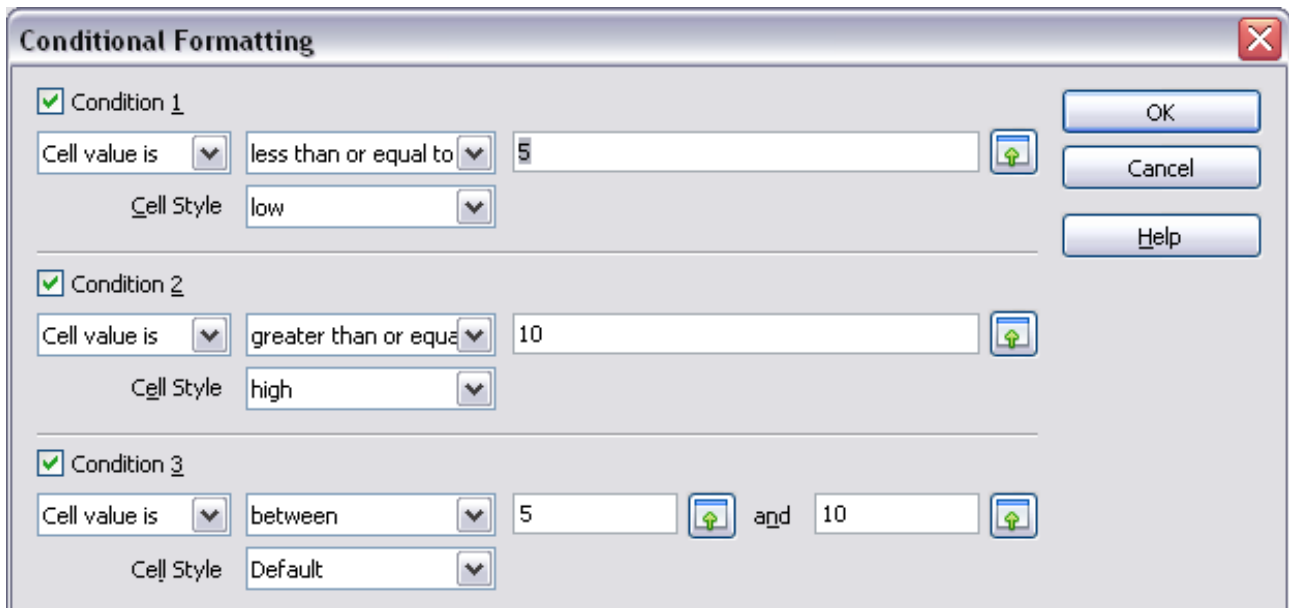 Conditional Formatting
Condition 1
Cell value is less than or equal to 5
Cell Style low
Condition 2
Cell value is greater than or equa 10
Cell Style high
Condition 3
Cell value is between 5 and 10
Cell Style Default
OK
Cancel
Help